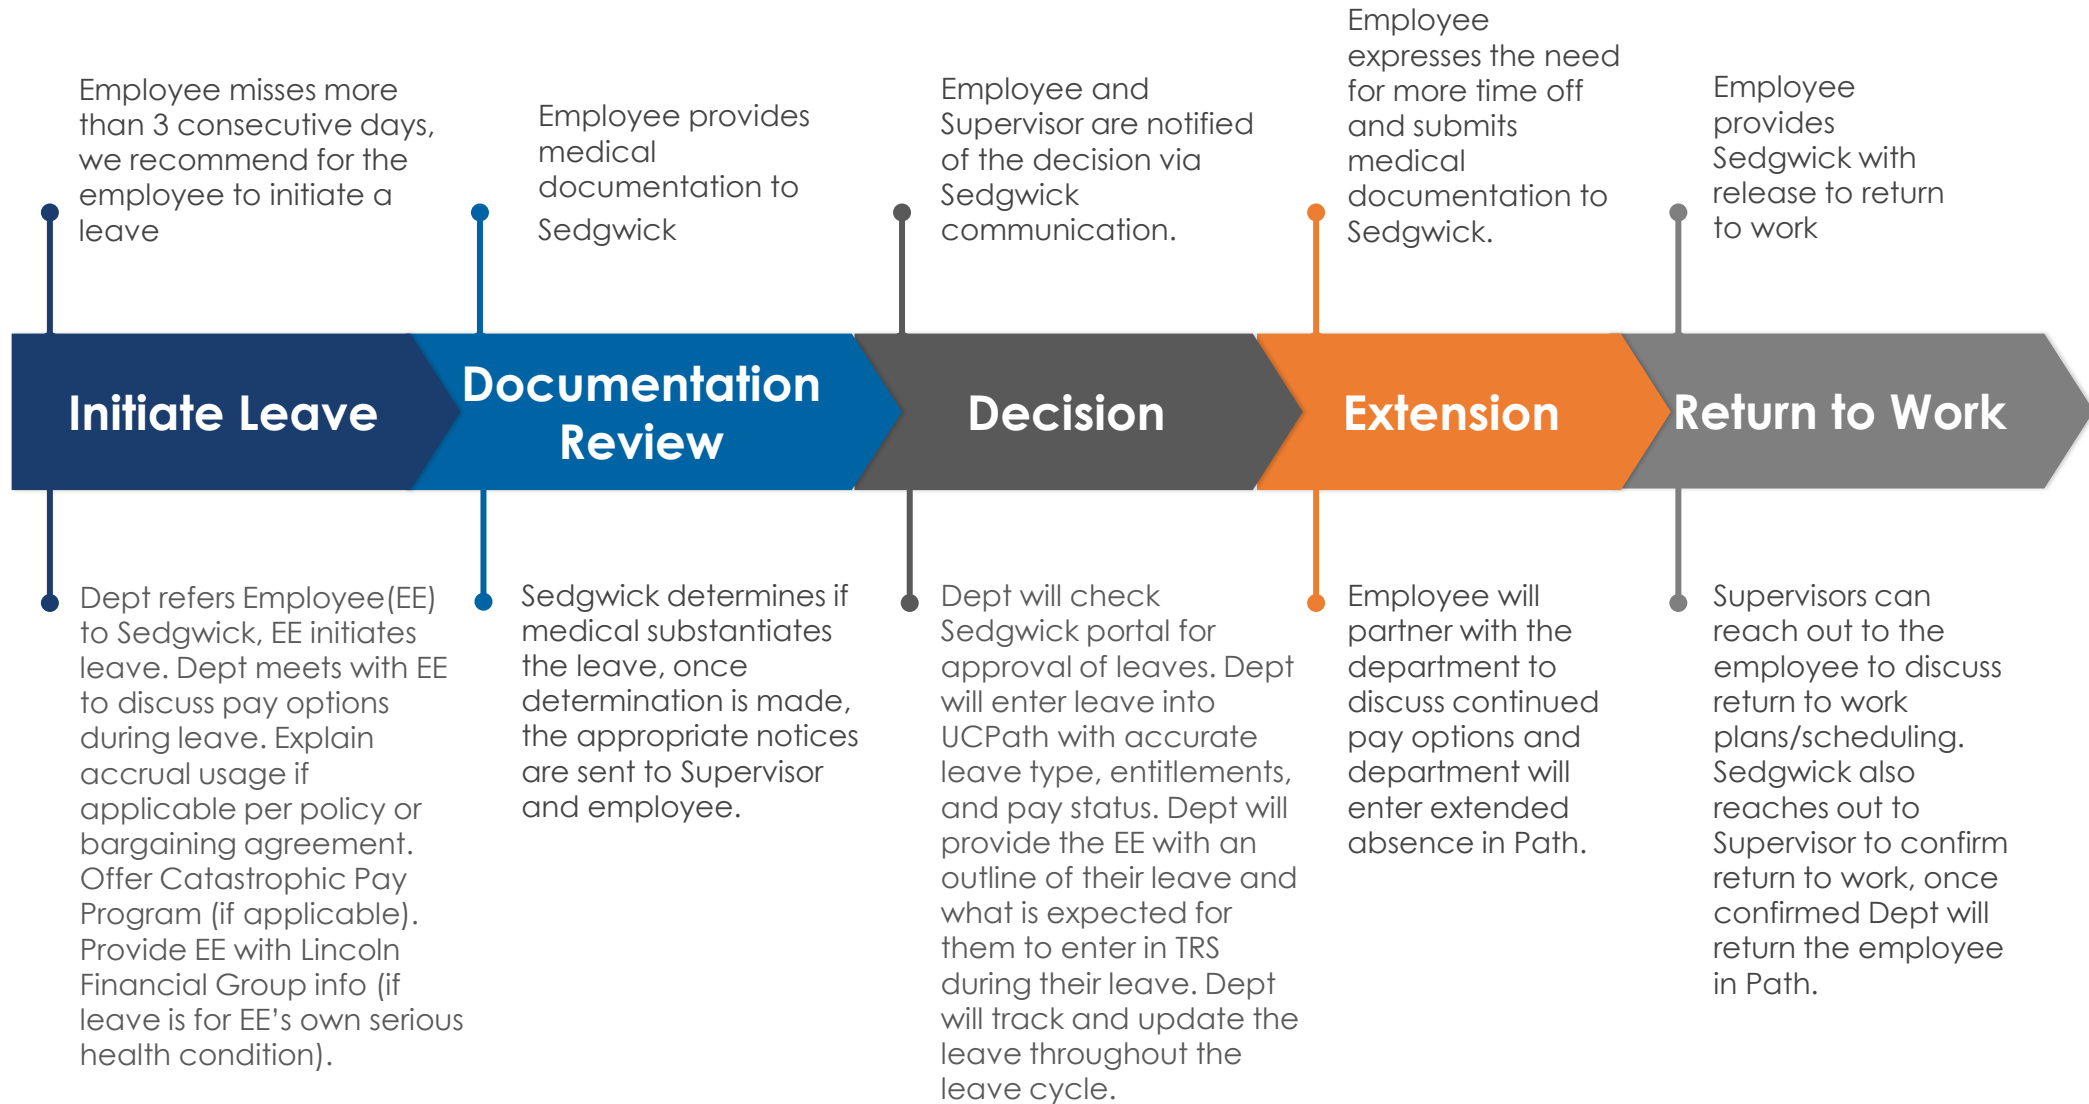 Employee misses more
than 3 consecutive days,
we recommend for the
employee to initiate a
leave
Employee provides
medical
documentation to
Sedgwick
Employee and
Supervisor are notified
of the decision via
Sedgwick
communication.
Employee
expresses the need
for more time off
and submits
medical
documentation to
Sedgwick.
Employee
provides
Sedgwick with
release to return
to work
Initiate Leave
Documentation
Review
Decision
Extension
Return to Work
Dept refers Employee(EE)
to Sedgwick, EE initiates
leave. Dept meets with EE
to discuss pay options
during leave. Explain
accrual usage if
applicable per policy or
bargaining agreement.
Offer Catastrophic Pay
Program (if applicable).
Provide EE with Lincoln
Financial Group info (if
leave is for EE’s own serious
health condition).
Sedgwick determines if
medical substantiates
the leave, once
determination is made,
the appropriate notices
are sent to Supervisor
and employee.
Dept will check
Sedgwick portal for
approval of leaves. Dept
will enter leave into
UCPath with accurate
leave type, entitlements,
and pay status. Dept will
provide the EE with an
outline of their leave and
what is expected for
them to enter in TRS
during their leave. Dept
will track and update the
leave throughout the
leave cycle.
Employee will
partner with the
department to
discuss continued
pay options and
department will
enter extended
absence in Path.
Supervisors can
reach out to the
employee to discuss
return to work
plans/scheduling.
Sedgwick also
reaches out to
Supervisor to confirm
return to work, once
confirmed Dept will
return the employee
in Path.